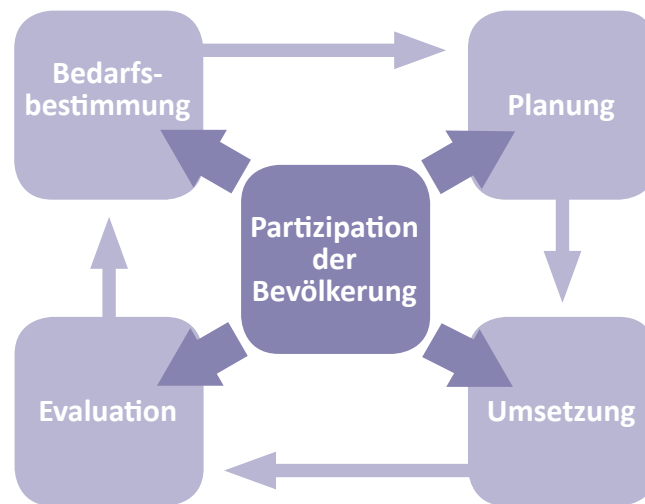 Bedarfs-
bestimmung
Planung
Partizipation
der
Bevölkerung
Evaluation
Umsetzung